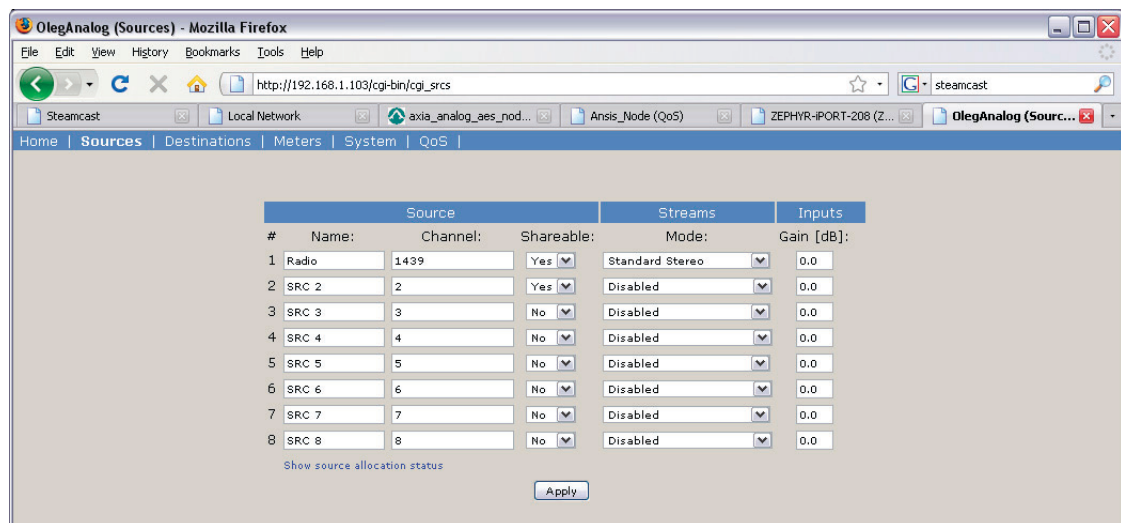 OlegAnalog (Sources) - Mozilla Firefox
File Edit View History Bookmarks Tools Help
http://192.168.1.103/cgi-bin/cgi_srcs
G steamcast
Steamcast Local Network axia_analog_aes_nod... Ansis_Node (QoS) ZEPHYR-iPORT-208 (Z... OlegAnalog (Sourc...
Home | Sources | Destinations | Meters | System | QoS |
Source Streams Inputs
# Name: Channel: Shareable: Mode: Gain [dB]:
1 Radio 1439 Yes Standard Stereo 0.0
2 SRC 2 2 Yes Disabled 0.0
3 SRC 3 3 No Disabled 0.0
4 SRC 4 4 No Disabled 0.0
5 SRC 5 5 No Disabled 0.0
6 SRC 6 6 No Disabled 0.0
7 SRC 7 7 No Disabled 0.0
8 SRC 8 8 No Disabled 0.0
Show source allocation status
Apply